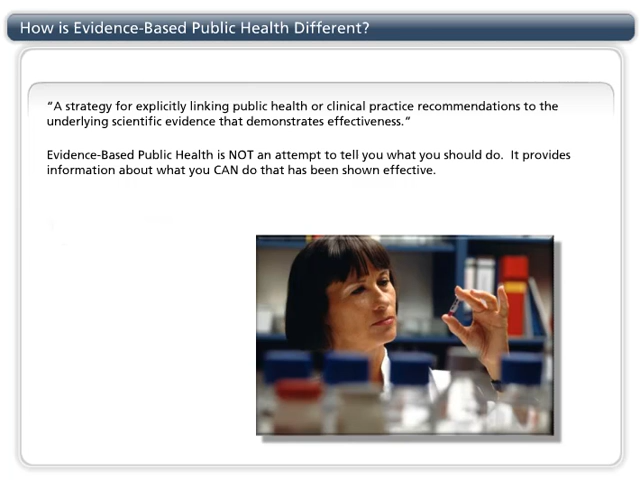 How is Evidence-Based Public Health Different?
“A strategy for explicitly linking public health or clinical practice recommendations to the
underlying scientific evidence that demonstrates effectiveness.”
Evidence-Based Public Health is NOT an attempt to tell you what you should do.  It provides
information about what you CAN do that has been shown effective.